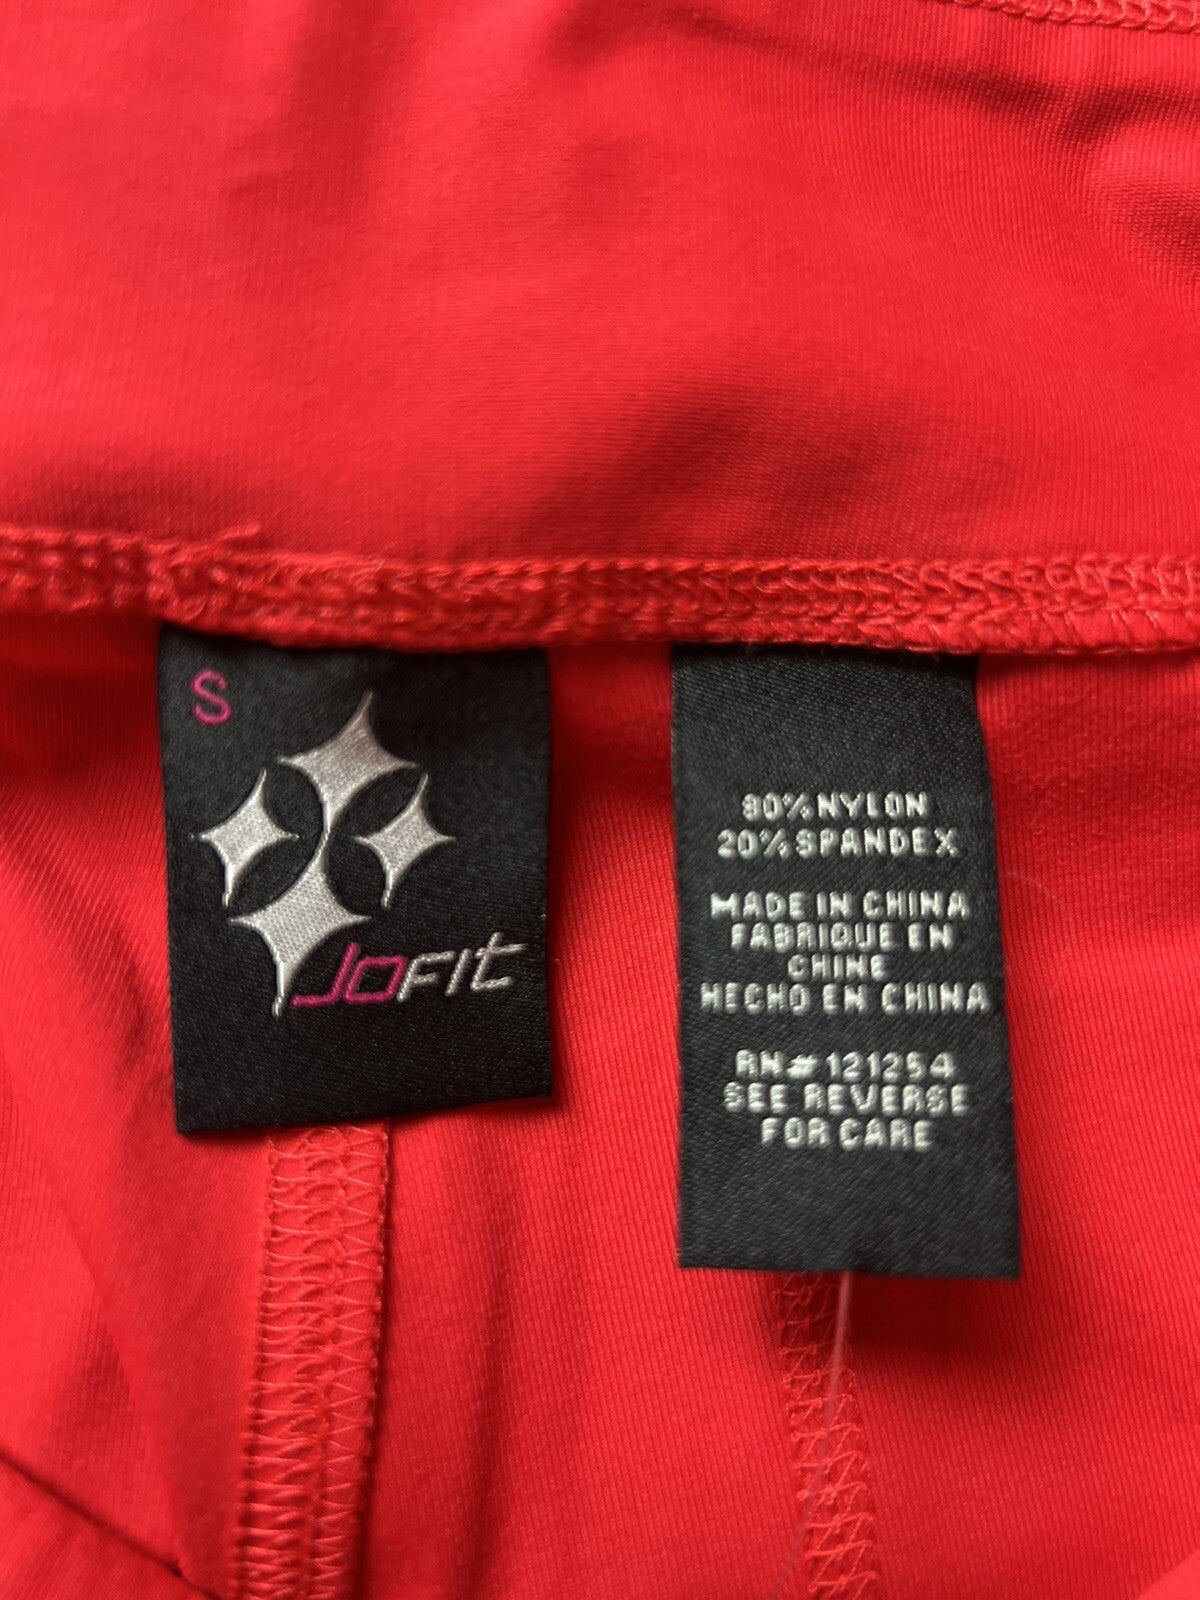 S
JOFIT
80% NYLON
20% SPANDEX
MADE IN CHINA
FABRIQUE EN
CHINE
HECHO EN CHINA
RN# 121254
SEE REVERSE
FOR CARE